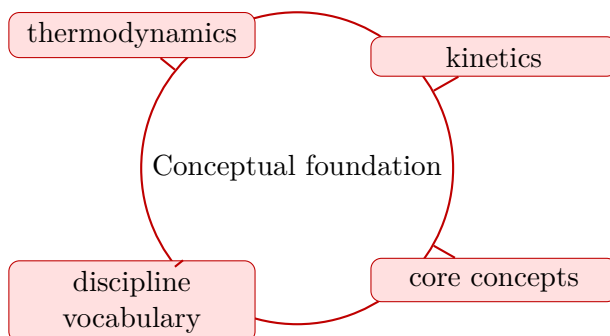 thermodynamics
kinetics
Conceptual foundation
discipline
vocabulary
core concepts